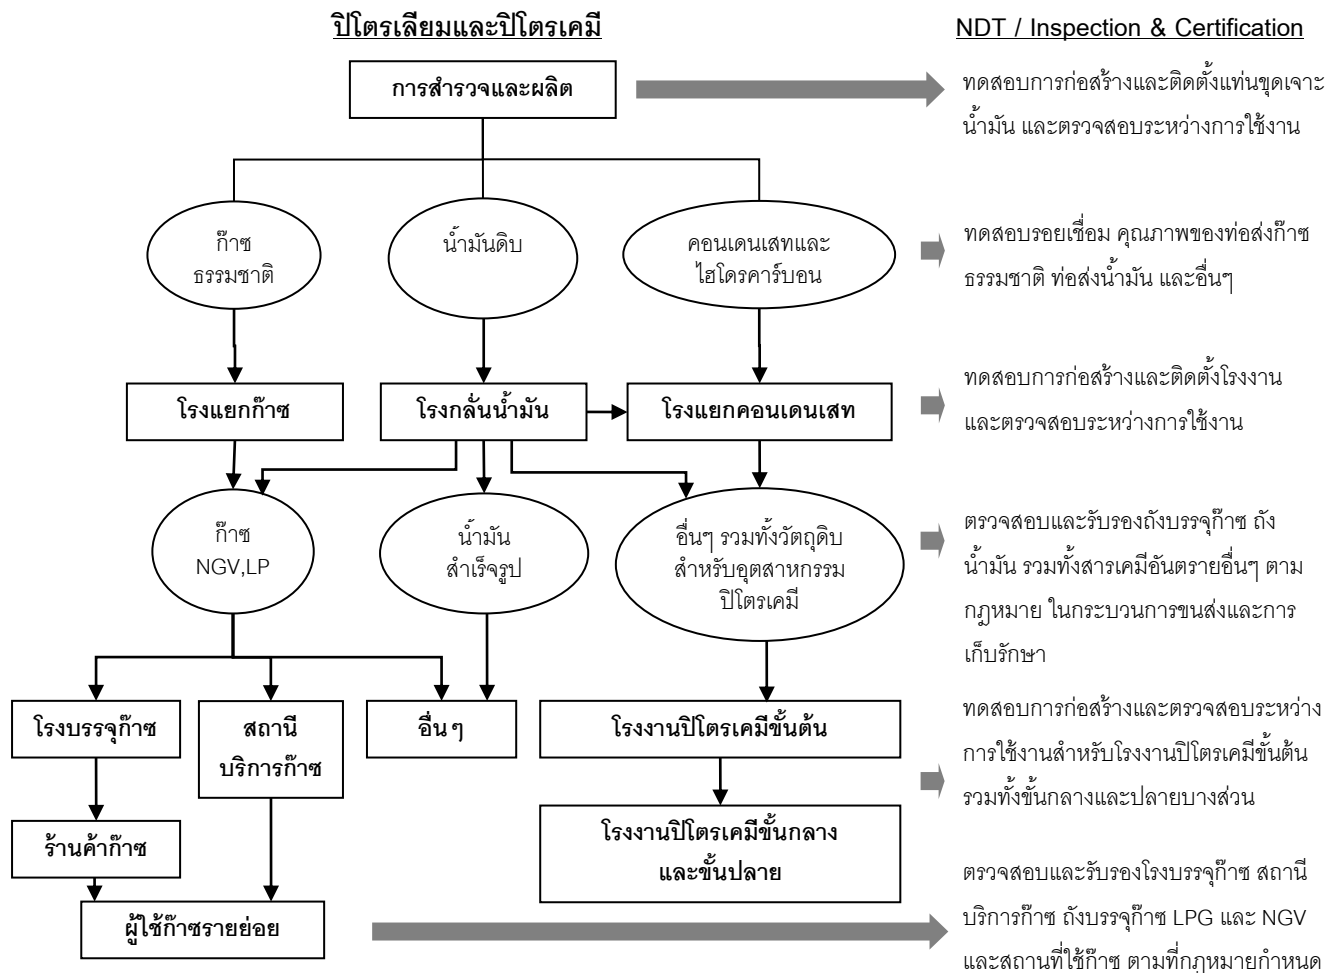 ปิโตรเลียมและปิโตรเคมี
NDT / Inspection & Certification
การสำรวจและผลิต
ทดสอบการก่อสร้างและติดตั้งแท่นขุดเจาะ
น้ำมัน และตรวจสอบระหว่างการใช้งาน
ก๊าซ
ธรรมชาติ
น้ำมันดิบ
คอนเดนเสทและ
ไฮโดรคาร์บอน
ทดสอบรอยเชื่อม คุณภาพของท่อส่งก๊าซ
ธรรมชาติ ท่อส่งน้ำมัน และอื่นๆ
โรงแยกก๊าซ
โรงกลั่นน้ำมัน
โรงแยกคอนเดนเสท
ทดสอบการก่อสร้างและติดตั้งโรงงาน
และตรวจสอบระหว่างการใช้งาน
ก๊าซ
NGV,LP
น้ำมัน
สำเร็จรูป
อื่นๆ รวมทั้งวัตถุดิบ
สำหรับอุตสาหกรรม
ปิโตรเคมี
ตรวจสอบและรับรองถังบรรจุก๊าซ ถัง
น้ำมัน รวมทั้งสารเคมีอันตรายอื่นๆ ตาม
กฎหมาย ในกระบวนการขนส่งและการ
เก็บรักษา
โรงบรรจุก๊าซ
สถานี
บริการก๊าซ
อื่นๆ
โรงงานปิโตรเคมีขั้นต้น
ทดสอบการก่อสร้างและตรวจสอบระหว่าง
การใช้งานสำหรับโรงงานปิโตรเคมีขั้นต้น
รวมทั้งขั้นกลางและปลายบางส่วน
ร้านค้าก๊าซ
โรงงานปิโตรเคมีขั้นกลาง
และขั้นปลาย
ผู้ใช้ก๊าซรายย่อย
ตรวจสอบและรับรองโรงบรรจุก๊าซ สถานี
บริการก๊าซ ถังบรรจุก๊าซ LPG และ NGV
และสถานที่ใช้ก๊าซ ตามที่กฎหมายกำหนด